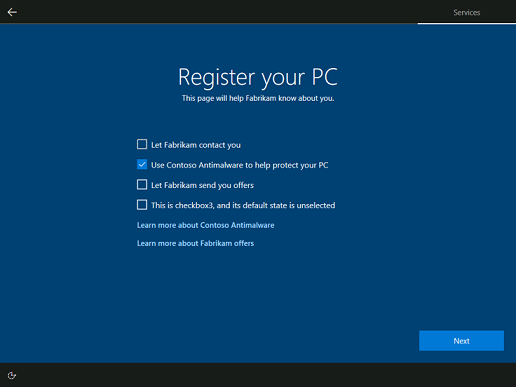 Services
Register your PC
This page will help Fabrikam know about you.
Let Fabrikam contact you
Use Contoso Antimalware to help protect your PC
Let Fabrikam send you offers
This is checkbox3, and its default state is unselected
Learn more about Contoso Antimalware
Learn more about Fabrikam offers
Next